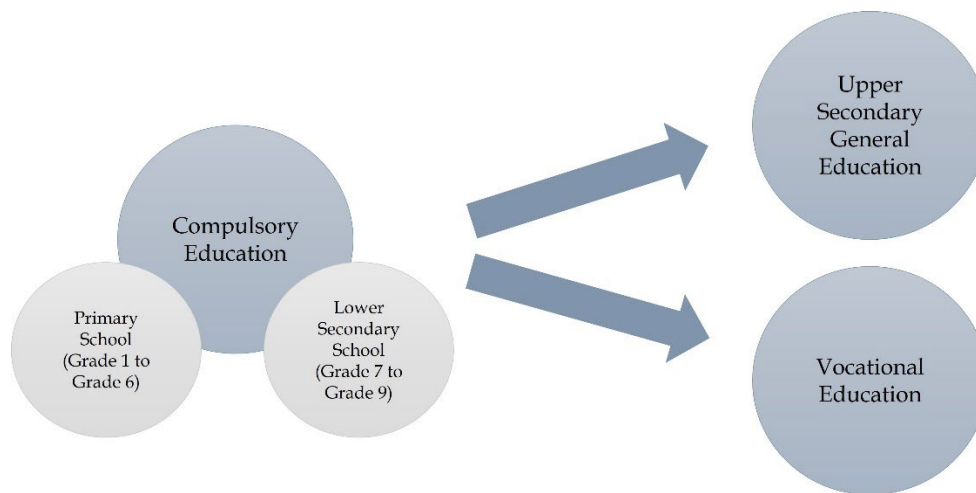 Compulsory
Education
Primary
School
(Grade 1 to
Grade 6)
Lower
Secondary
School
(Grade 7 to
Grade 9)
Upper
Secondary
General
Education
Vocational
Education